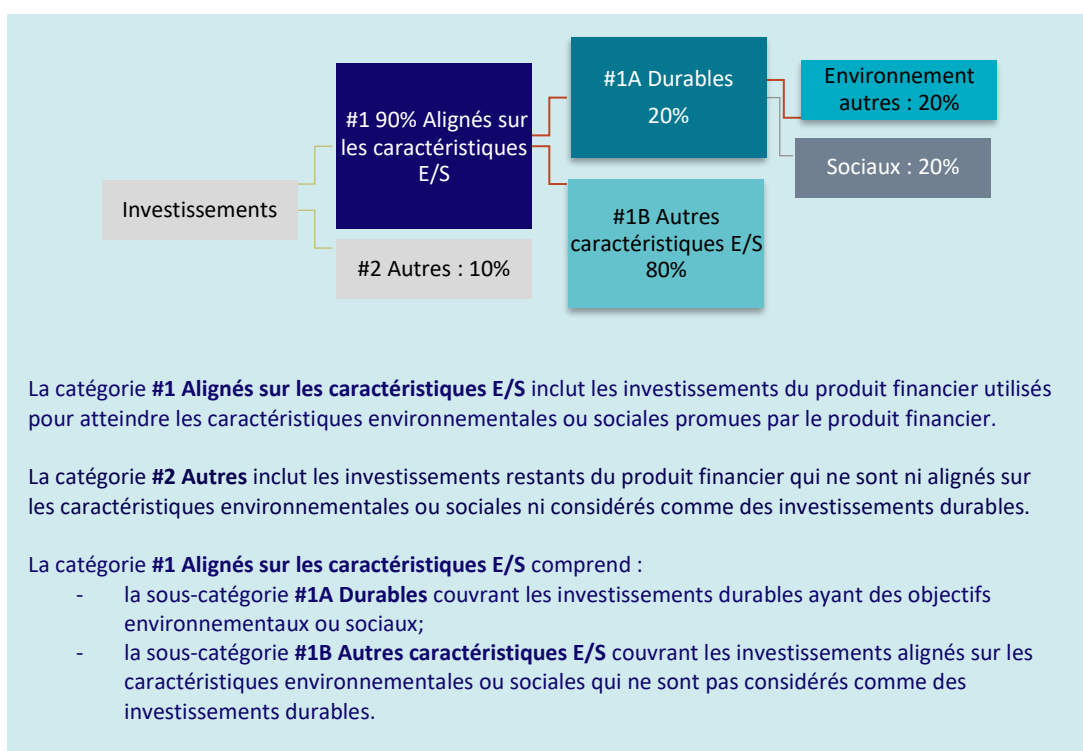 Investissements
#1 90% Alignés sur
les caractéristiques
E/S
#2 Autres : 10%
#1A Durables
20%
#1B Autres
caractéristiques E/S
80%
Environnement
autres : 20%
Sociaux : 20%
La catégorie #1 Alignés sur les caractéristiques E/S inclut les investissements du produit financier utilisés
pour atteindre les caractéristiques environnementales ou sociales promues par le produit financier.
La catégorie #2 Autres inclut les investissements restants du produit financier qui ne sont ni alignés sur
les caractéristiques environnementales ou sociales ni considérés comme des investissements durables.
La catégorie #1 Alignés sur les caractéristiques E/S comprend :
- la sous-catégorie #1A Durables couvrant les investissements durables ayant des objectifs
environnementaux ou sociaux;
- la sous-catégorie #1B Autres caractéristiques E/S couvrant les investissements alignés sur les
caractéristiques environnementales ou sociales qui ne sont pas considérés comme des
investissements durables.